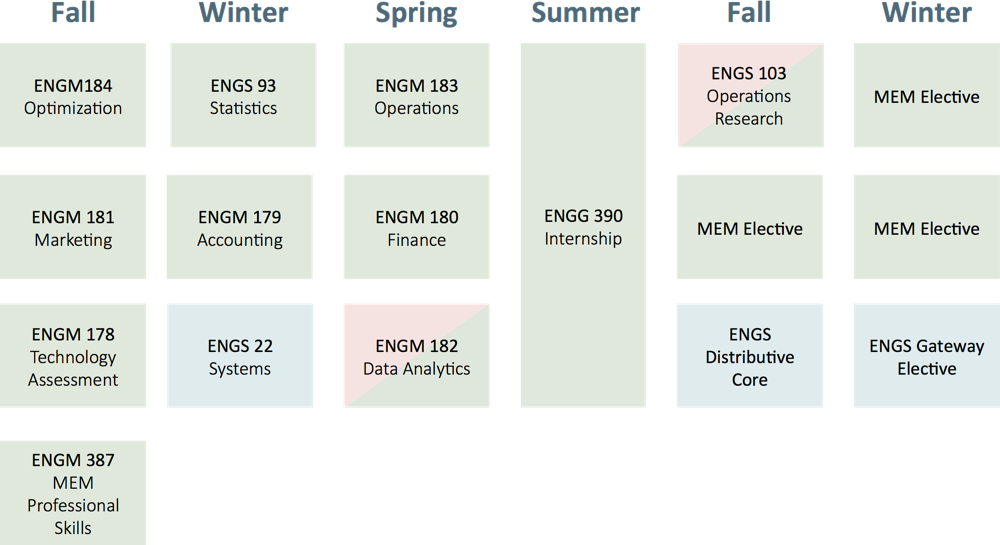 Fall
Winter
Spring
Summer
Fall
Winter
ENGM184
Optimization
ENGS 93
Statistics
ENGM 183
Operations
ENGS 103
Operations
Research
MEM Elective
ENGM 181
Marketing
ENGM 179
Accounting
ENGM 180
Finance
ENGG 390
Internship
MEM Elective
MEM Elective
ENGM 178
Technology
Assessment
ENGS 22
Systems
ENGM 182
Data Analytics
ENGS
Distributive
Core
ENGS Gateway
Elective
ENGM 387
MEM
Professional
Skills